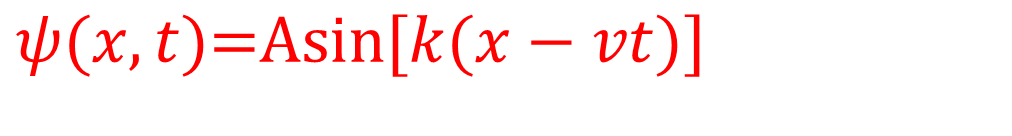 ψ(x, t)=Asin[k(x − vt)]